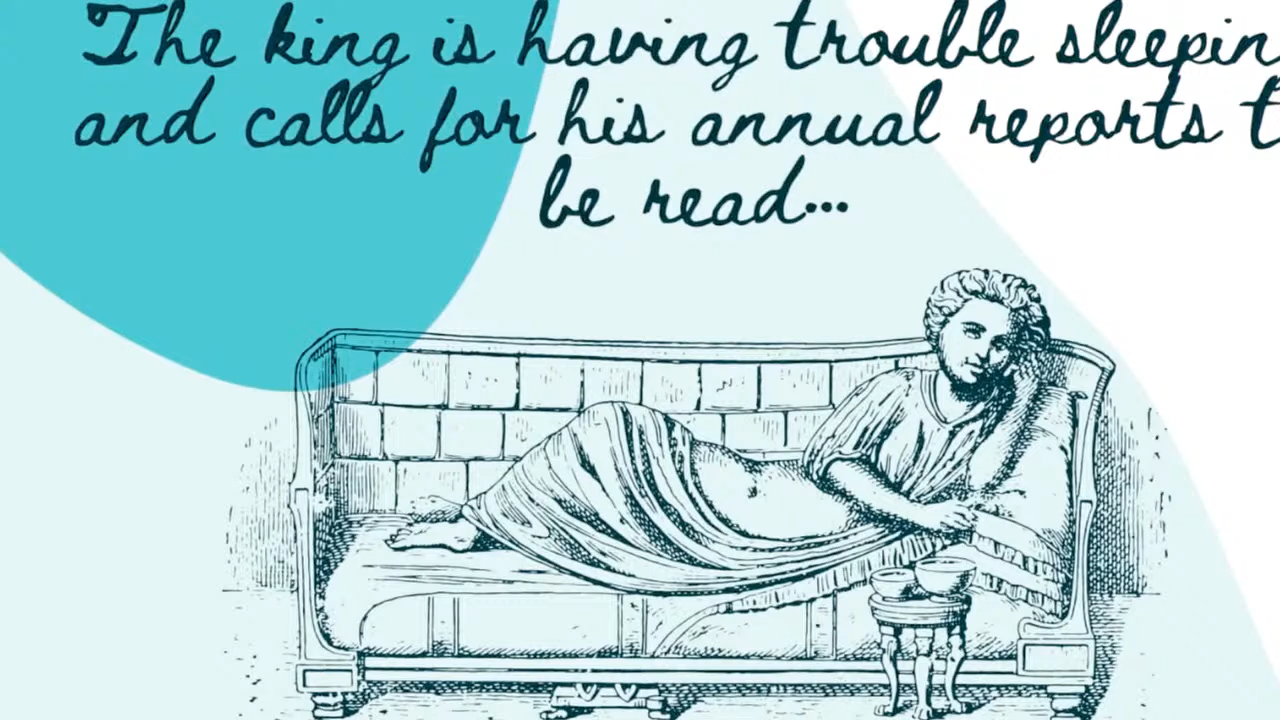 The king is having trouble sleepin
and calls for his annual reports t
be read...